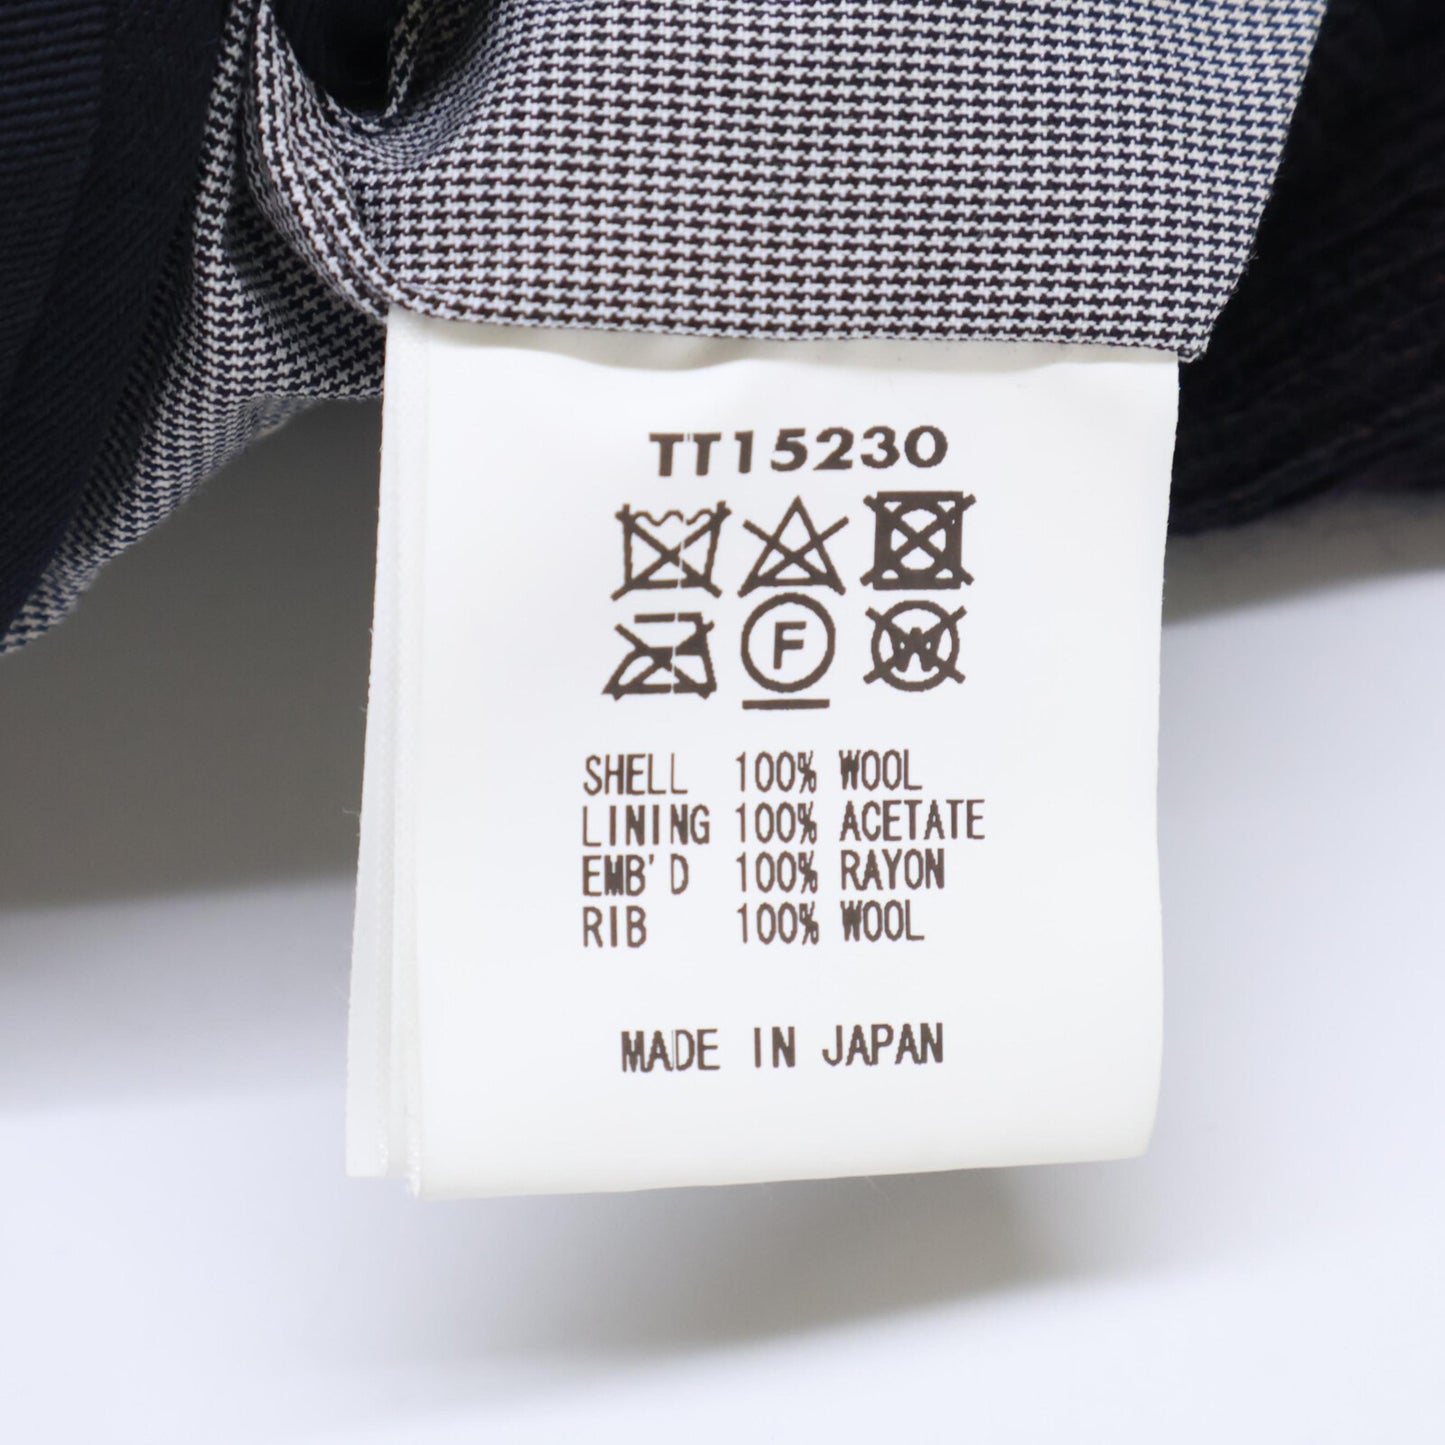 TT15230
F W
SHELL 100% WOOL
LINING 100% ACETATE
EMB'D 100% RAYON
RIB 100% WOOL
MADE IN JAPAN